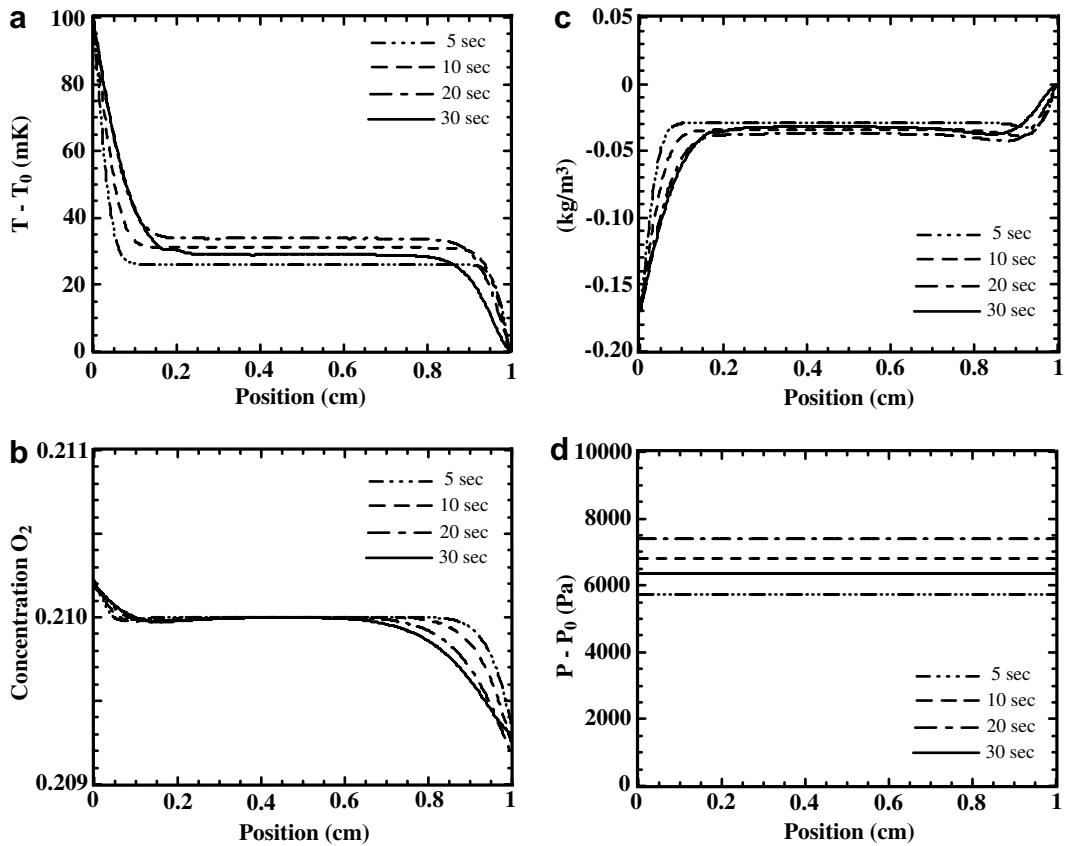 a
100
80
60
40
20
0
T - T₀ (mK)
5 sec
10 sec
20 sec
30 sec
0 0.2 0.4 0.6 0.8 1
Position (cm)
c
0.05
0
-0.05
-0.10
-0.15
-0.20
(kg/m³)
5 sec
10 sec
20 sec
30 sec
0 0.2 0.4 0.6 0.8 1
Position (cm)
b
0.211
0.210
0.209
Concentration O₂
5 sec
10 sec
20 sec
30 sec
0 0.2 0.4 0.6 0.8 1
Position (cm)
d
10000
8000
6000
4000
2000
0
P - P₀ (Pa)
5 sec
10 sec
20 sec
30 sec
0 0.2 0.4 0.6 0.8 1
Position (cm)